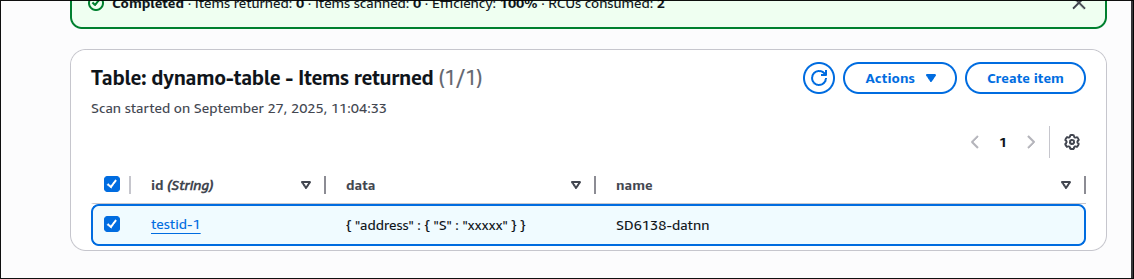 Completed · Items returned: 0 · Items scanned: 0 · Efficiency: 100% · RCUs consumed: 2
Table: dynamo-table - Items returned (1/1)
Actions
Create item
Scan started on September 27, 2025, 11:04:33
1
id (String) data name
testid-1 { "address" : { "S" : "xxxxx" } } SD6138-datnn